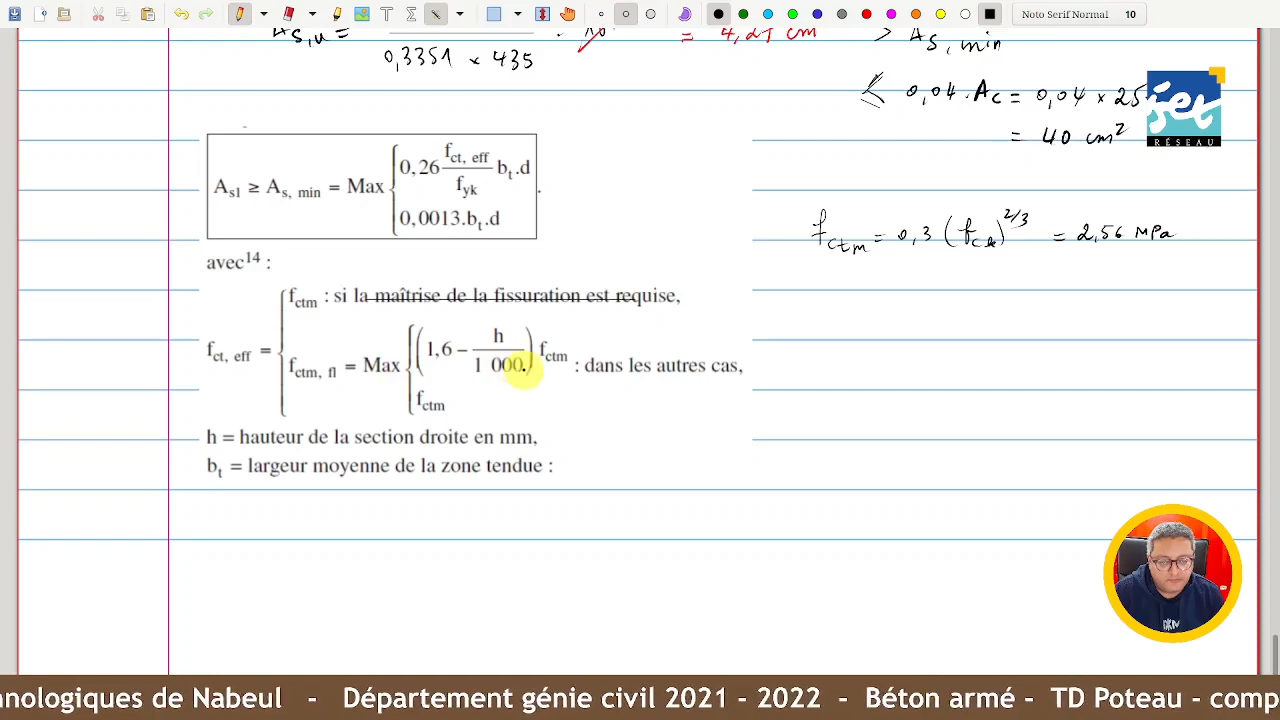 Noto Serif Normal 10
A s,u =
0,3351 × 435
= 4,27 cm
> As, min
≤ 0,04 . Ac = 0,04 × 25
= 40 cm²
iset
RÉSEAU
As1 ≥ As, min = Max { 0,26 fct, eff / fyk bt.d
0,0013.bt.d
.
avec14 :
fctm = 0,3 (fck)^2/3 = 2,56 MPa
fct, eff = { fctm : si la maîtrise de la fissuration est requise,
fctm, fl = Max { (1,6 – h / 1 000) fctm
fctm
: dans les autres cas,
h = hauteur de la section droite en mm,
bt = largeur moyenne de la zone tendue :
hnologiques de Nabeul - Département génie civil 2021 - 2022 - Béton armé - TD Poteau - comp